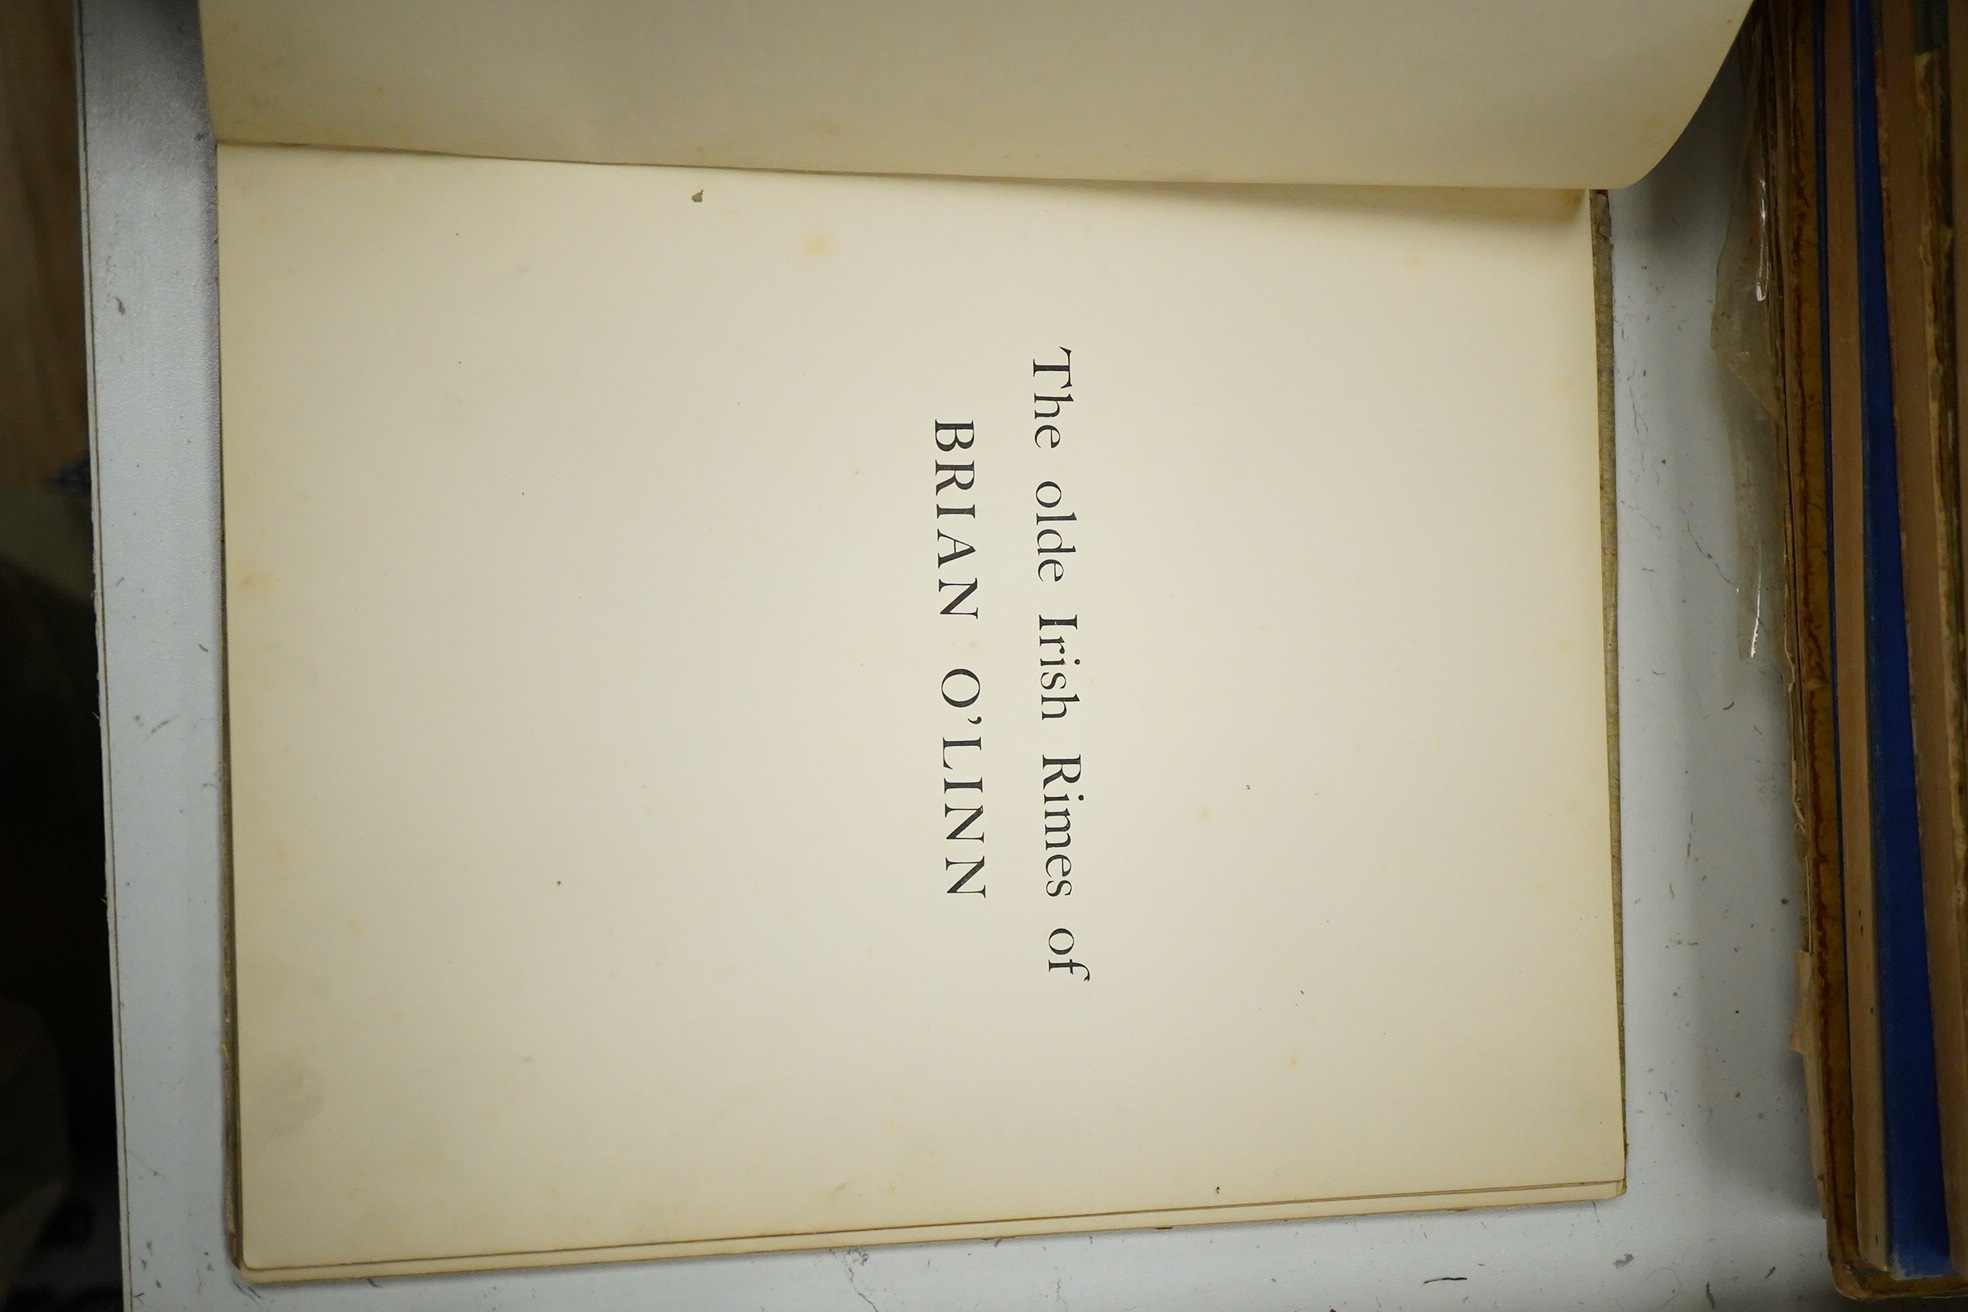 The olde Irish Rimes of
BRIAN O'LINN